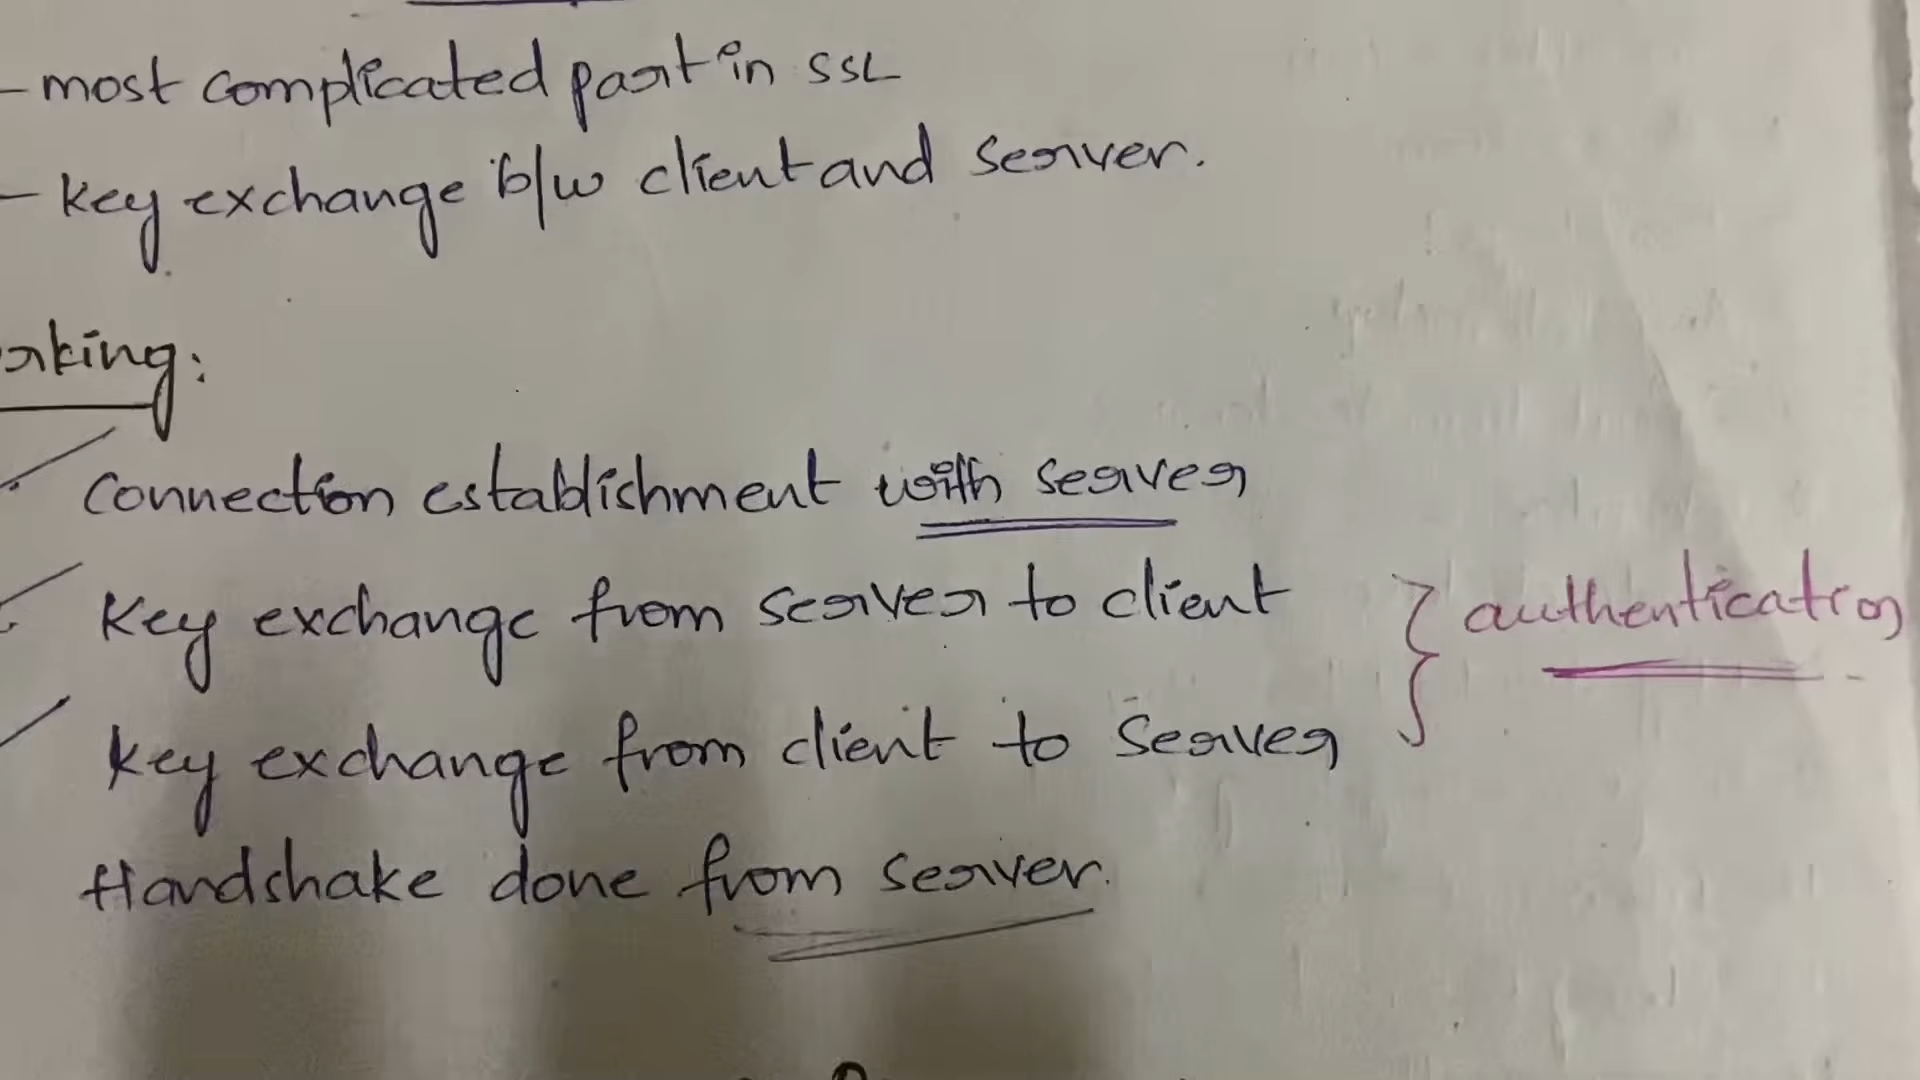 - most complicated part in SSL
- key exchange b/w client and server.
orking:
Connection establishment with server
Key exchange from server to client } authentication
key exchange from client to server
Handshake done from server.